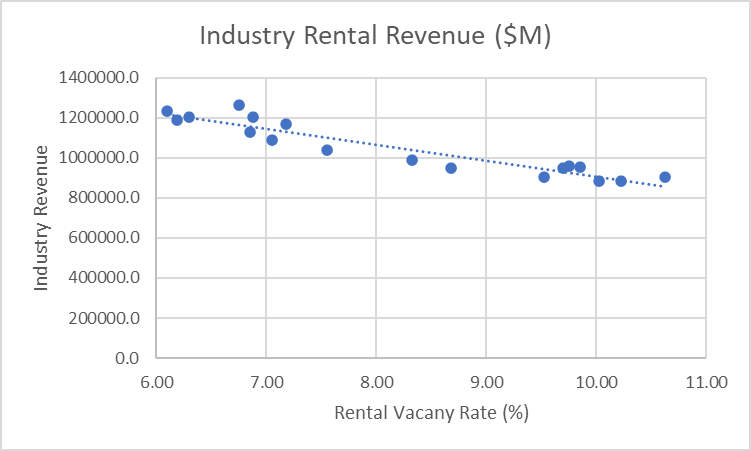 Industry Rental Revenue ($M)
1400000.0
1200000.0
1000000.0
800000.0
600000.0
400000.0
200000.0
0.0
Industry Revenue
6.00 7.00 8.00 9.00 10.00 11.00
Rental Vacany Rate (%)